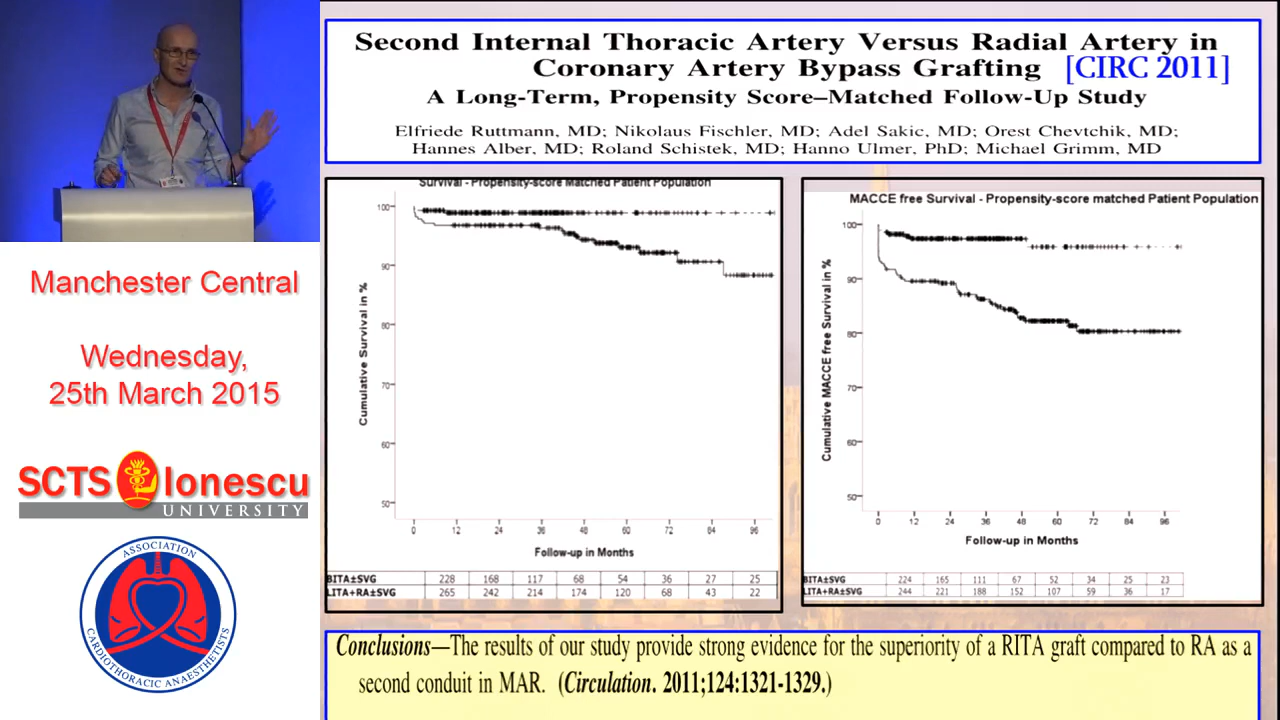 Second Internal Thoracic Artery Versus Radial Artery in
Coronary Artery Bypass Grafting [CIRC 2011]
A Long-Term, Propensity Score–Matched Follow-Up Study
Elfriede Ruttmann, MD; Nikolaus Fischler, MD; Adel Sakic, MD; Orest Chevtchik, MD;
Hannes Alber, MD; Roland Schistek, MD; Hanno Ulmer, PhD; Michael Grimm, MD
Manchester Central
Wednesday,
25th March 2015
SCTS Ionescu
UNIVERSITY
ASSOCIATION
CARDIOTHORACIC ANAESTHETISTS
Survival - Propensity-score Matched Patient Population
Cumulative Survival in %
100
90
80
70
60
50
0 12 24 36 48 60 72 84 96
Follow-up in Months
BITA±SVG 228 168 117 68 54 36 27 25
LITA+RA±SVG 265 242 214 174 120 68 43 22
MACCE free Survival - Propensity-score matched Patient Population
Cumulative MACCE free Survival in %
100
90
80
70
60
50
0 12 24 36 48 60 72 84 96
Follow-up in Months
BITA±SVG 224 165 111 67 52 34 25 23
LITA+RA±SVG 244 221 188 152 107 59 36 17
Conclusions—The results of our study provide strong evidence for the superiority of a RITA graft compared to RA as a
second conduit in MAR. (Circulation. 2011;124:1321-1329.)